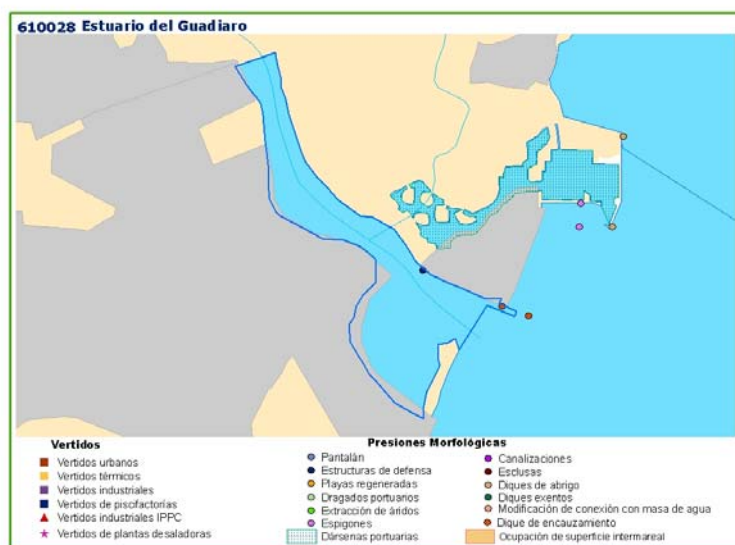 610028 Estuario del Guadiaro
Vertidos
Vertidos urbanos
Vertidos térmicos
Vertidos industriales
Vertidos de piscifactorías
Vertidos industriales IPPC
Vertidos de plantas desaladoras
Presiones Morfológicas
Pantalán
Estructuras de defensa
Playas regeneradas
Dragados portuarios
Extracción de áridos
Espigones
Dársenas portuarias
Canalizaciones
Esclusas
Diques de abrigo
Diques exentos
Modificación de conexión con masa de agua
Dique de encauzamiento
Ocupación de superficie intermareal